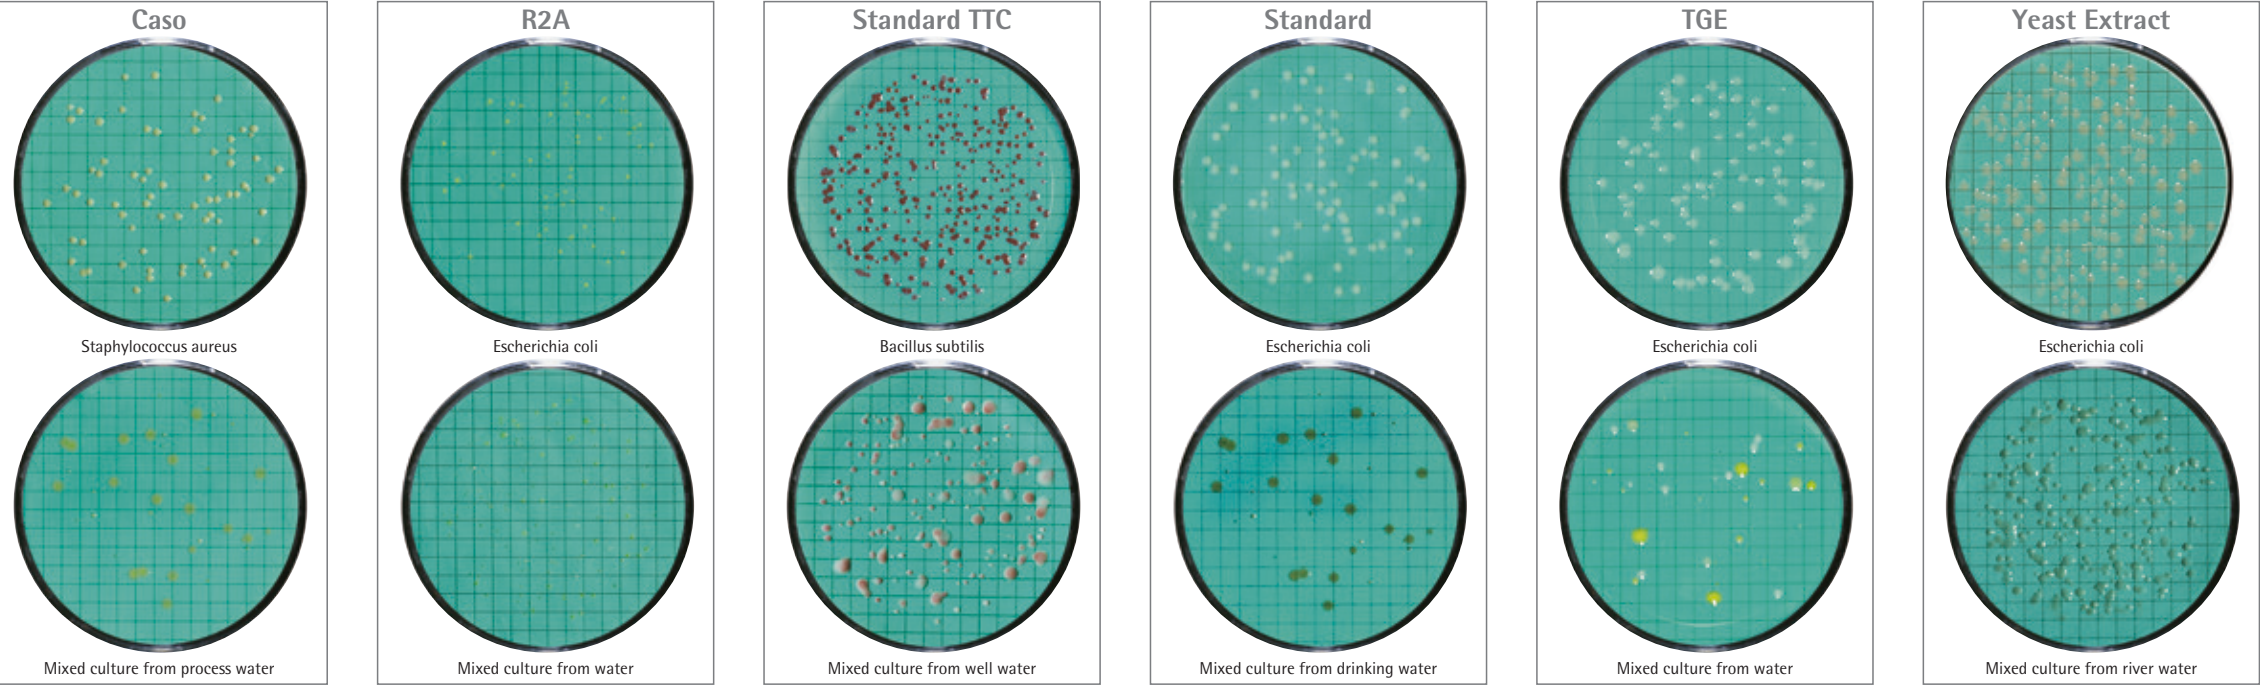 Caso
R2A
Standard TTC
Standard
TGE
Yeast Extract
Staphylococcus aureus
Escherichia coli
Bacillus subtilis
Escherichia coli
Escherichia coli
Escherichia coli
Mixed culture from process water
Mixed culture from water
Mixed culture from well water
Mixed culture from drinking water
Mixed culture from water
Mixed culture from river water